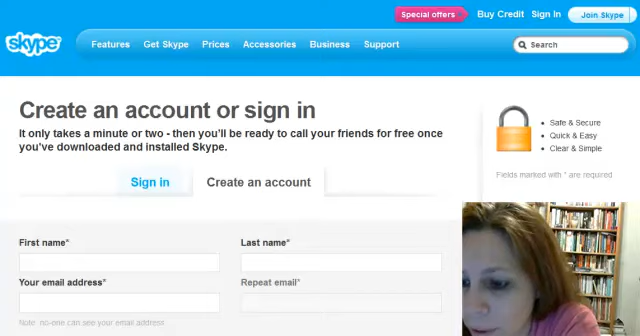 Special offers Buy Credit Sign In Join Skype
skype Features Get Skype Prices Accessories Business Support Search
Create an account or sign in
It only takes a minute or two - then you'll be ready to call your friends for free once
you've downloaded and installed Skype.
Safe & Secure
Quick & Easy
Clear & Simple
Fields marked with * are required.
Sign in Create an account
First name* Last name*
Your email address* Repeat email*
Note: no-one can see your email address